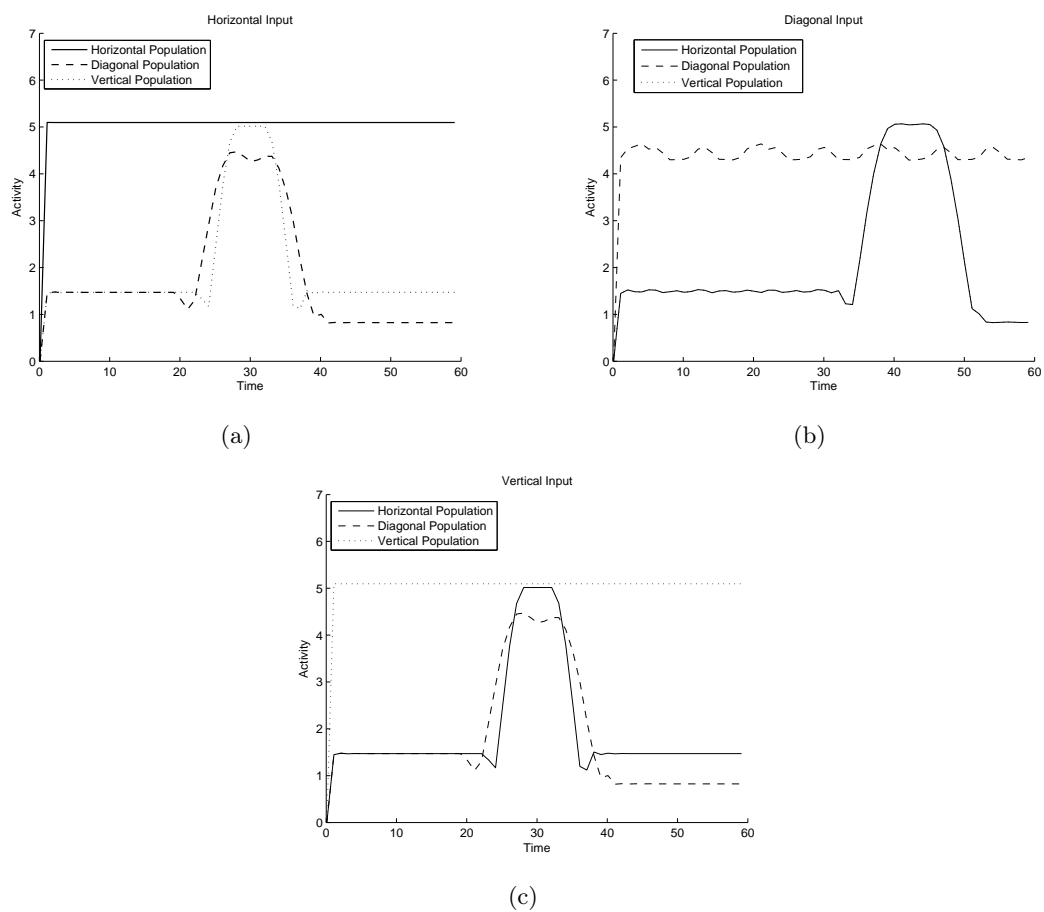 Horizontal Input
7
6
5
4
3
2
1
0
Activity
Horizontal Population
Diagonal Population
Vertical Population
0 10 20 30 40 50 60
Time
(a)
Diagonal Input
7
6
5
4
3
2
1
0
Activity
Horizontal Population
Diagonal Population
Vertical Population
0 10 20 30 40 50 60
Time
(b)
Vertical Input
7
6
5
4
3
2
1
0
Activity
Horizontal Population
Diagonal Population
Vertical Population
0 10 20 30 40 50 60
Time
(c)